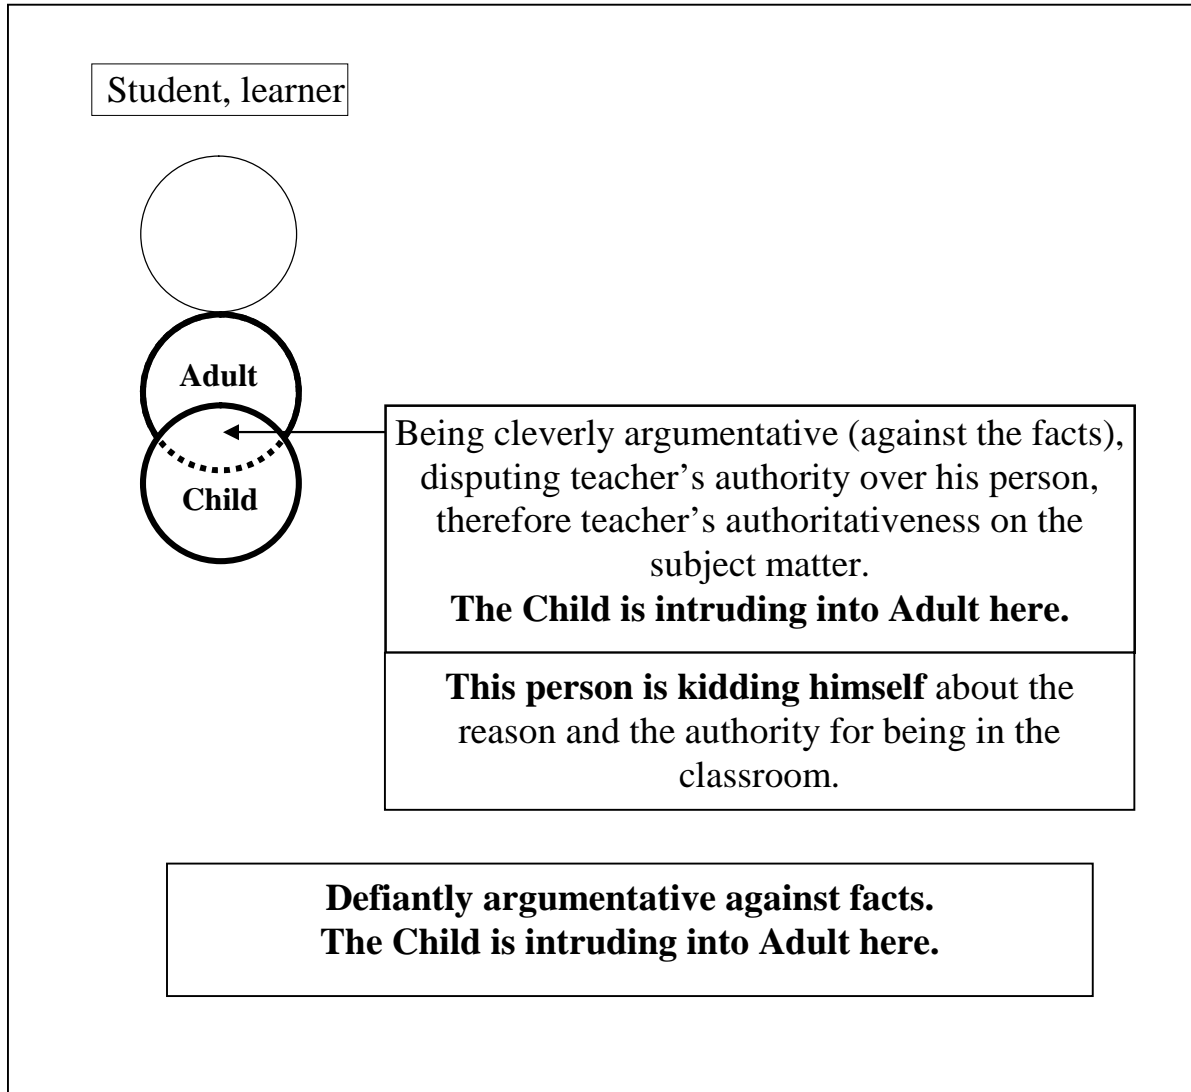 Student, learner
Adult
Child
Being cleverly argumentative (against the facts),
disputing teacher’s authority over his person,
therefore teacher’s authoritativeness on the
subject matter.
The Child is intruding into Adult here.
This person is kidding himself about the
reason and the authority for being in the
classroom.
Defiantly argumentative against facts.
The Child is intruding into Adult here.